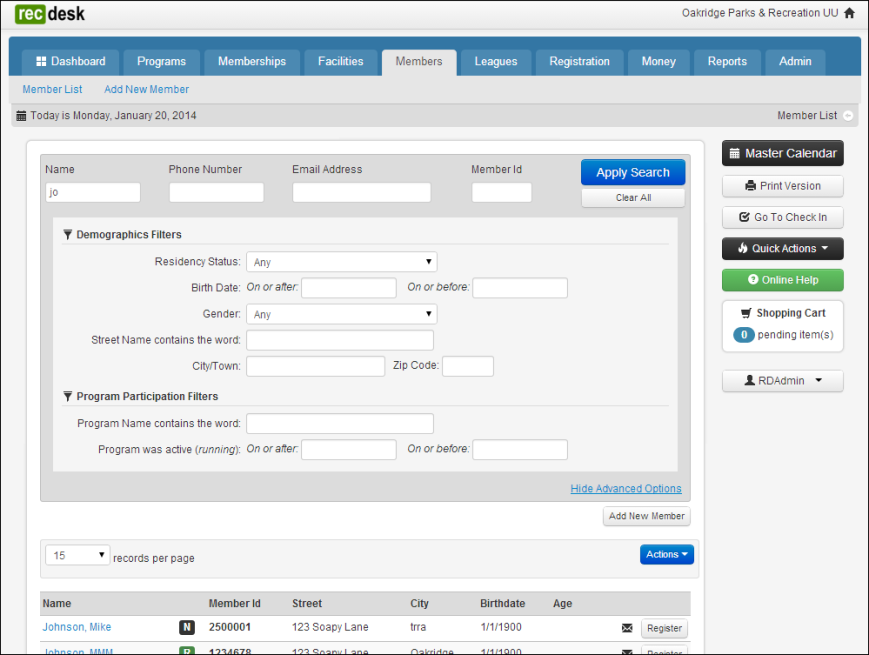 recdesk
Oakridge Parks & Recreation UU
Dashboard Programs Memberships Facilities Members Leagues Registration Money Reports Admin
Member List Add New Member
Today is Monday, January 20, 2014 Member List
Name Phone Number Email Address Member Id
jo
Apply Search
Clear All
Demographics Filters
Residency Status: Any
Birth Date: On or after: On or before:
Gender: Any
Street Name contains the word:
City/Town: Zip Code:
Program Participation Filters
Program Name contains the word:
Program was active (running): On or after: On or before:
Hide Advanced Options
Add New Member
15 records per page Actions
Name Member Id Street City Birthdate Age
Johnson, Mike N 2500001 123 Soapy Lane trra 1/1/1900 Register
Johnson, MMM R 1234678 123 Soapy Lane Oakridge 1/1/1900 Register
Master Calendar
Print Version
Go To Check In
Quick Actions
Online Help
Shopping Cart
0 pending item(s)
RDAdmin